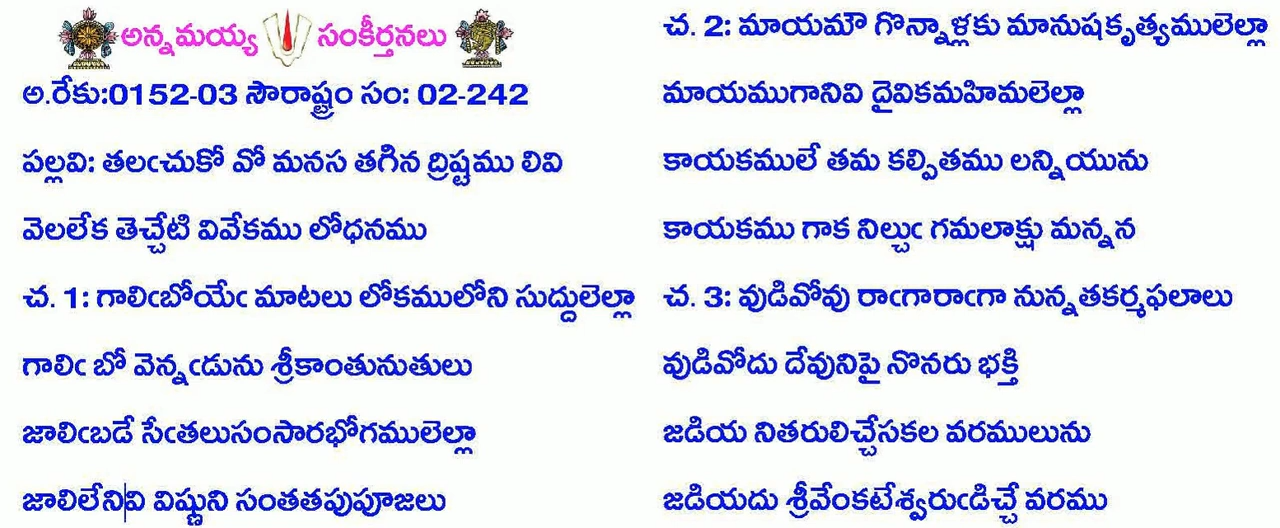 అన్నమయ్య సంకీర్తనలు
అ.రేకు:0152-03 సౌరాష్ట్రం సం: 02-242
పల్లవి: తలఁచుకో వో మనస తగిన ద్రిష్టము లివి
వెలలేక తెచ్చేటి వివేకము లోధనము
చ. 1: గాలిఁబోయేఁ మాటలు లోకములోని సుద్దులెల్లా
గాలిఁ బో వెన్నఁడును శ్రీకాంతునుతులు
జాలిఁబడే సేఁతలుసంసారభోగములెల్లా
జాలిలేనివి విష్ణుని సంతతపుపూజలు
చ. 2: మాయమౌ గొన్నాళ్లకు మానుషకృత్యములెల్లా
మాయముగానివి దైవికమహిమలెల్లా
కాయకములే తమ కల్పితము లన్నియును
కాయకము గాక నిల్చుఁ గమలాక్షు మన్నన
చ. 3: వుడివోవు రాఁగారాఁగా నున్నతకర్మఫలాలు
వుడివోదు దేవునిపై నొనరు భక్తి
జడియ నితరులిచ్చేసకల వరములును
జడియదు శ్రీవేంకటేశ్వరుఁడిచ్చే వరము